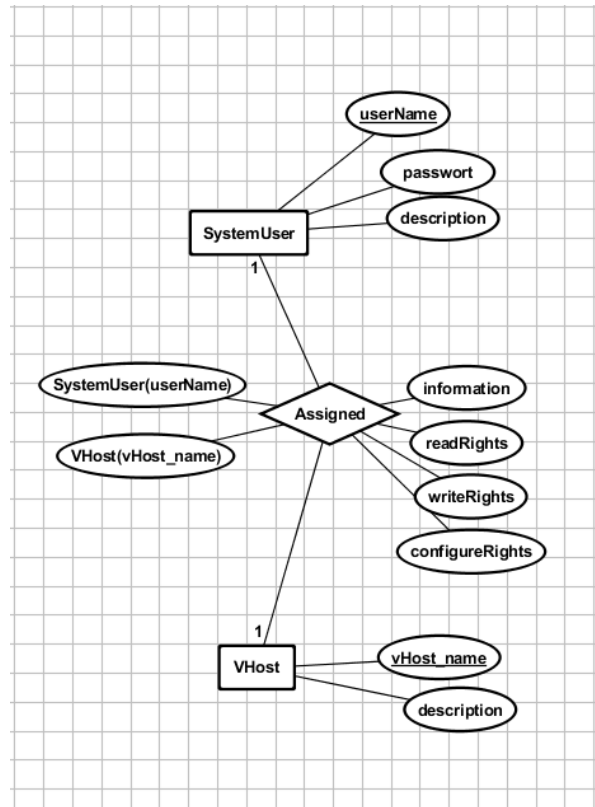 userName
passwort
description
SystemUser
1
SystemUser(userName)
information
Assigned
readRights
VHost(vHost_name)
writeRights
configureRights
1
vHost_name
VHost
description